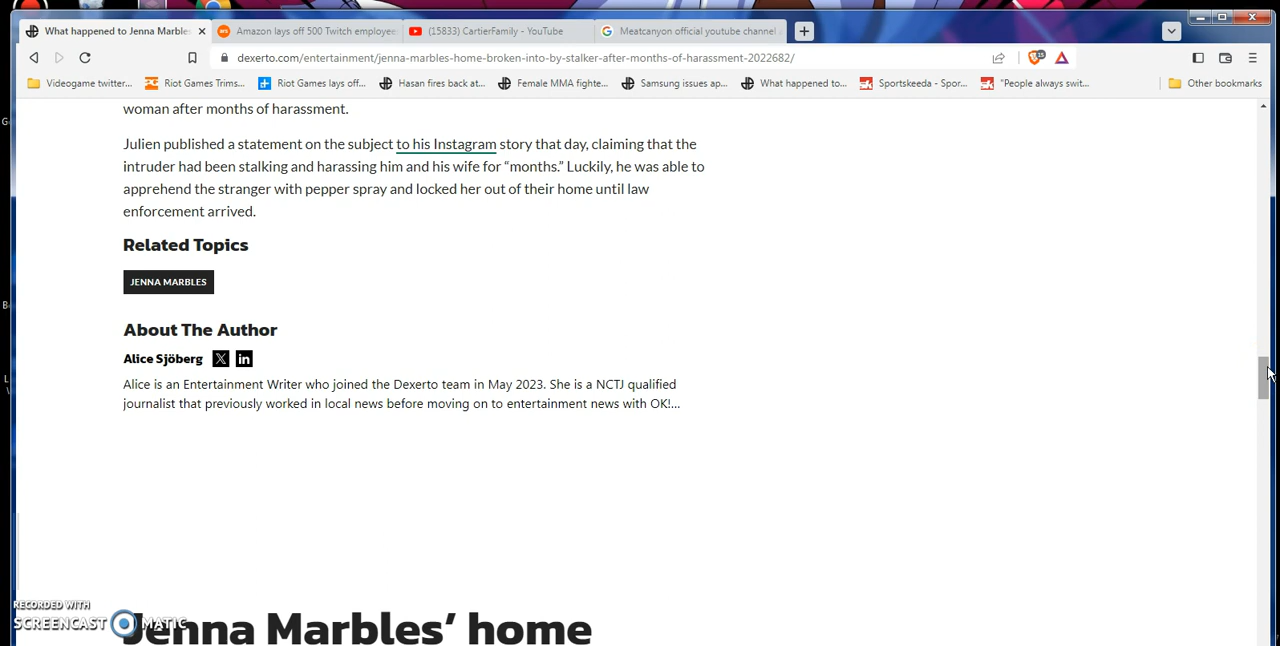 What happened to Jenna Marbles
Amazon lays off 500 Twitch employe
(15833) CartierFamily - YouTube
Meatcanyon official youtube channel
dexerto.com/entertainment/jenna-marbles-home-broken-into-by-stalker-after-months-of-harassment-2022682/
Videogame twitter...
Riot Games Trims...
Riot Games lays off...
Hasan fires back at...
Female MMA fighte...
Samsung issues ap...
What happened to...
Sportskeeda - Spor...
"People always swit...
Other bookmarks
woman after months of harassment.
Julien published a statement on the subject to his Instagram story that day, claiming that the
intruder had been stalking and harassing him and his wife for “months.” Luckily, he was able to
apprehend the stranger with pepper spray and locked her out of their home until law
enforcement arrived.
Related Topics
JENNA MARBLES
About The Author
Alice Sjöberg
Alice is an Entertainment Writer who joined the Dexerto team in May 2023. She is a NCTJ qualified
journalist that previously worked in local news before moving on to entertainment news with OK!...
RECORDED WITH
SCREENCAST MATIC
Jenna Marbles’ home